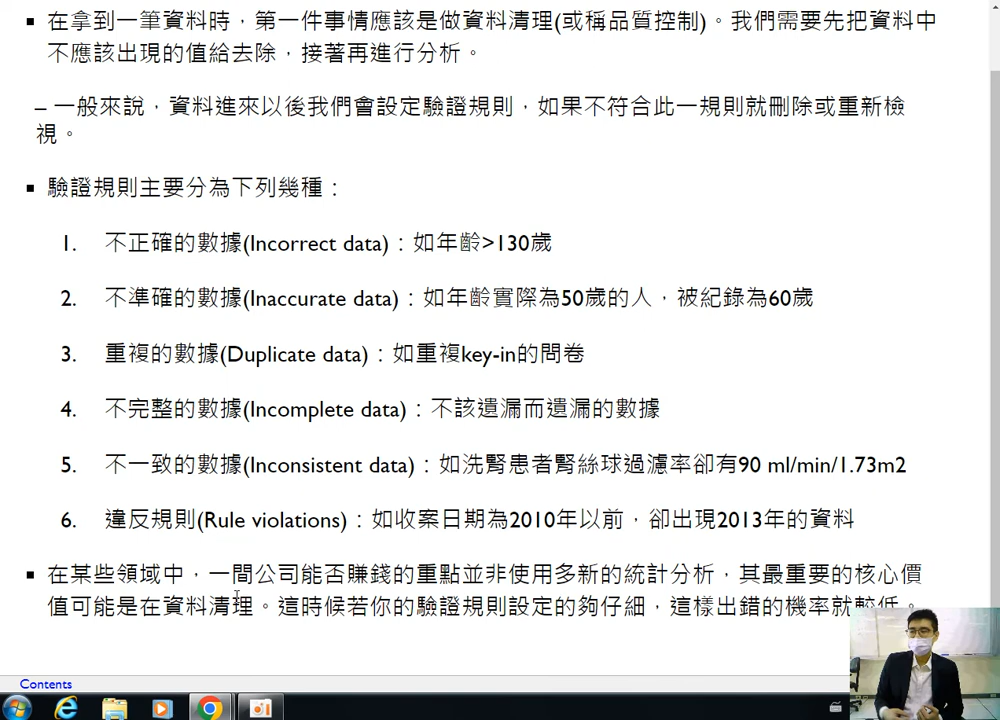 ▪ 在拿到一筆資料時，第一件事情應該是做資料清理(或稱品質控制)。我們需要先把資料中
不應該出現的值給去除，接著再進行分析。
– 一般來說，資料進來以後我們會設定驗證規則，如果不符合此一規則就刪除或重新檢
視。
▪ 驗證規則主要分為下列幾種：
1. 不正確的數據(Incorrect data)：如年齡>130歲
2. 不準確的數據(Inaccurate data)：如年齡實際為50歲的人，被紀錄為60歲
3. 重複的數據(Duplicate data)：如重複key-in的問卷
4. 不完整的數據(Incomplete data)：不該遺漏而遺漏的數據
5. 不一致的數據(Inconsistent data)：如洗腎患者腎絲球過濾率卻有90 ml/min/1.73m2
6. 違反規則(Rule violations)：如收案日期為2010年以前，卻出現2013年的資料
▪ 在某些領域中，一間公司能否賺錢的重點並非使用多新的統計分析，其最重要的核心價
值可能是在資料清理。這時候若你的驗證規則設定的夠仔細，這樣出錯的機率就較低。
Contents